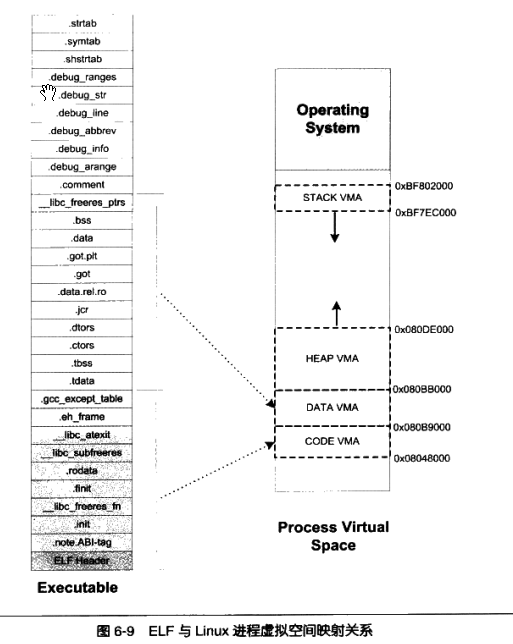 .strtab
.symtab
.shstrtab
.debug_ranges
.debug_str
.debug_line
.debug_abbrev
.debug_info
.debug_arange
.comment
__libc_freeres_ptrs
.bss
.data
.got.plt
.got
.data.rel.ro
.jcr
.dtors
.ctors
.tbss
.tdata
.gcc_except_table
.eh_frame
__libc_atexit
__libc_subfreeres
.rodata
.finit
__libc_freeres_fn
.init
.note.ABI-tag
ELF Header
Executable
Operating
System
0xBF802000
STACK VMA
0xBF7EC000
0x080DE000
HEAP VMA
0x080BB000
DATA VMA
0x080B9000
CODE VMA
0x08048000
Process Virtual
Space
图 6-9 ELF 与 Linux 进程虚拟空间映射关系